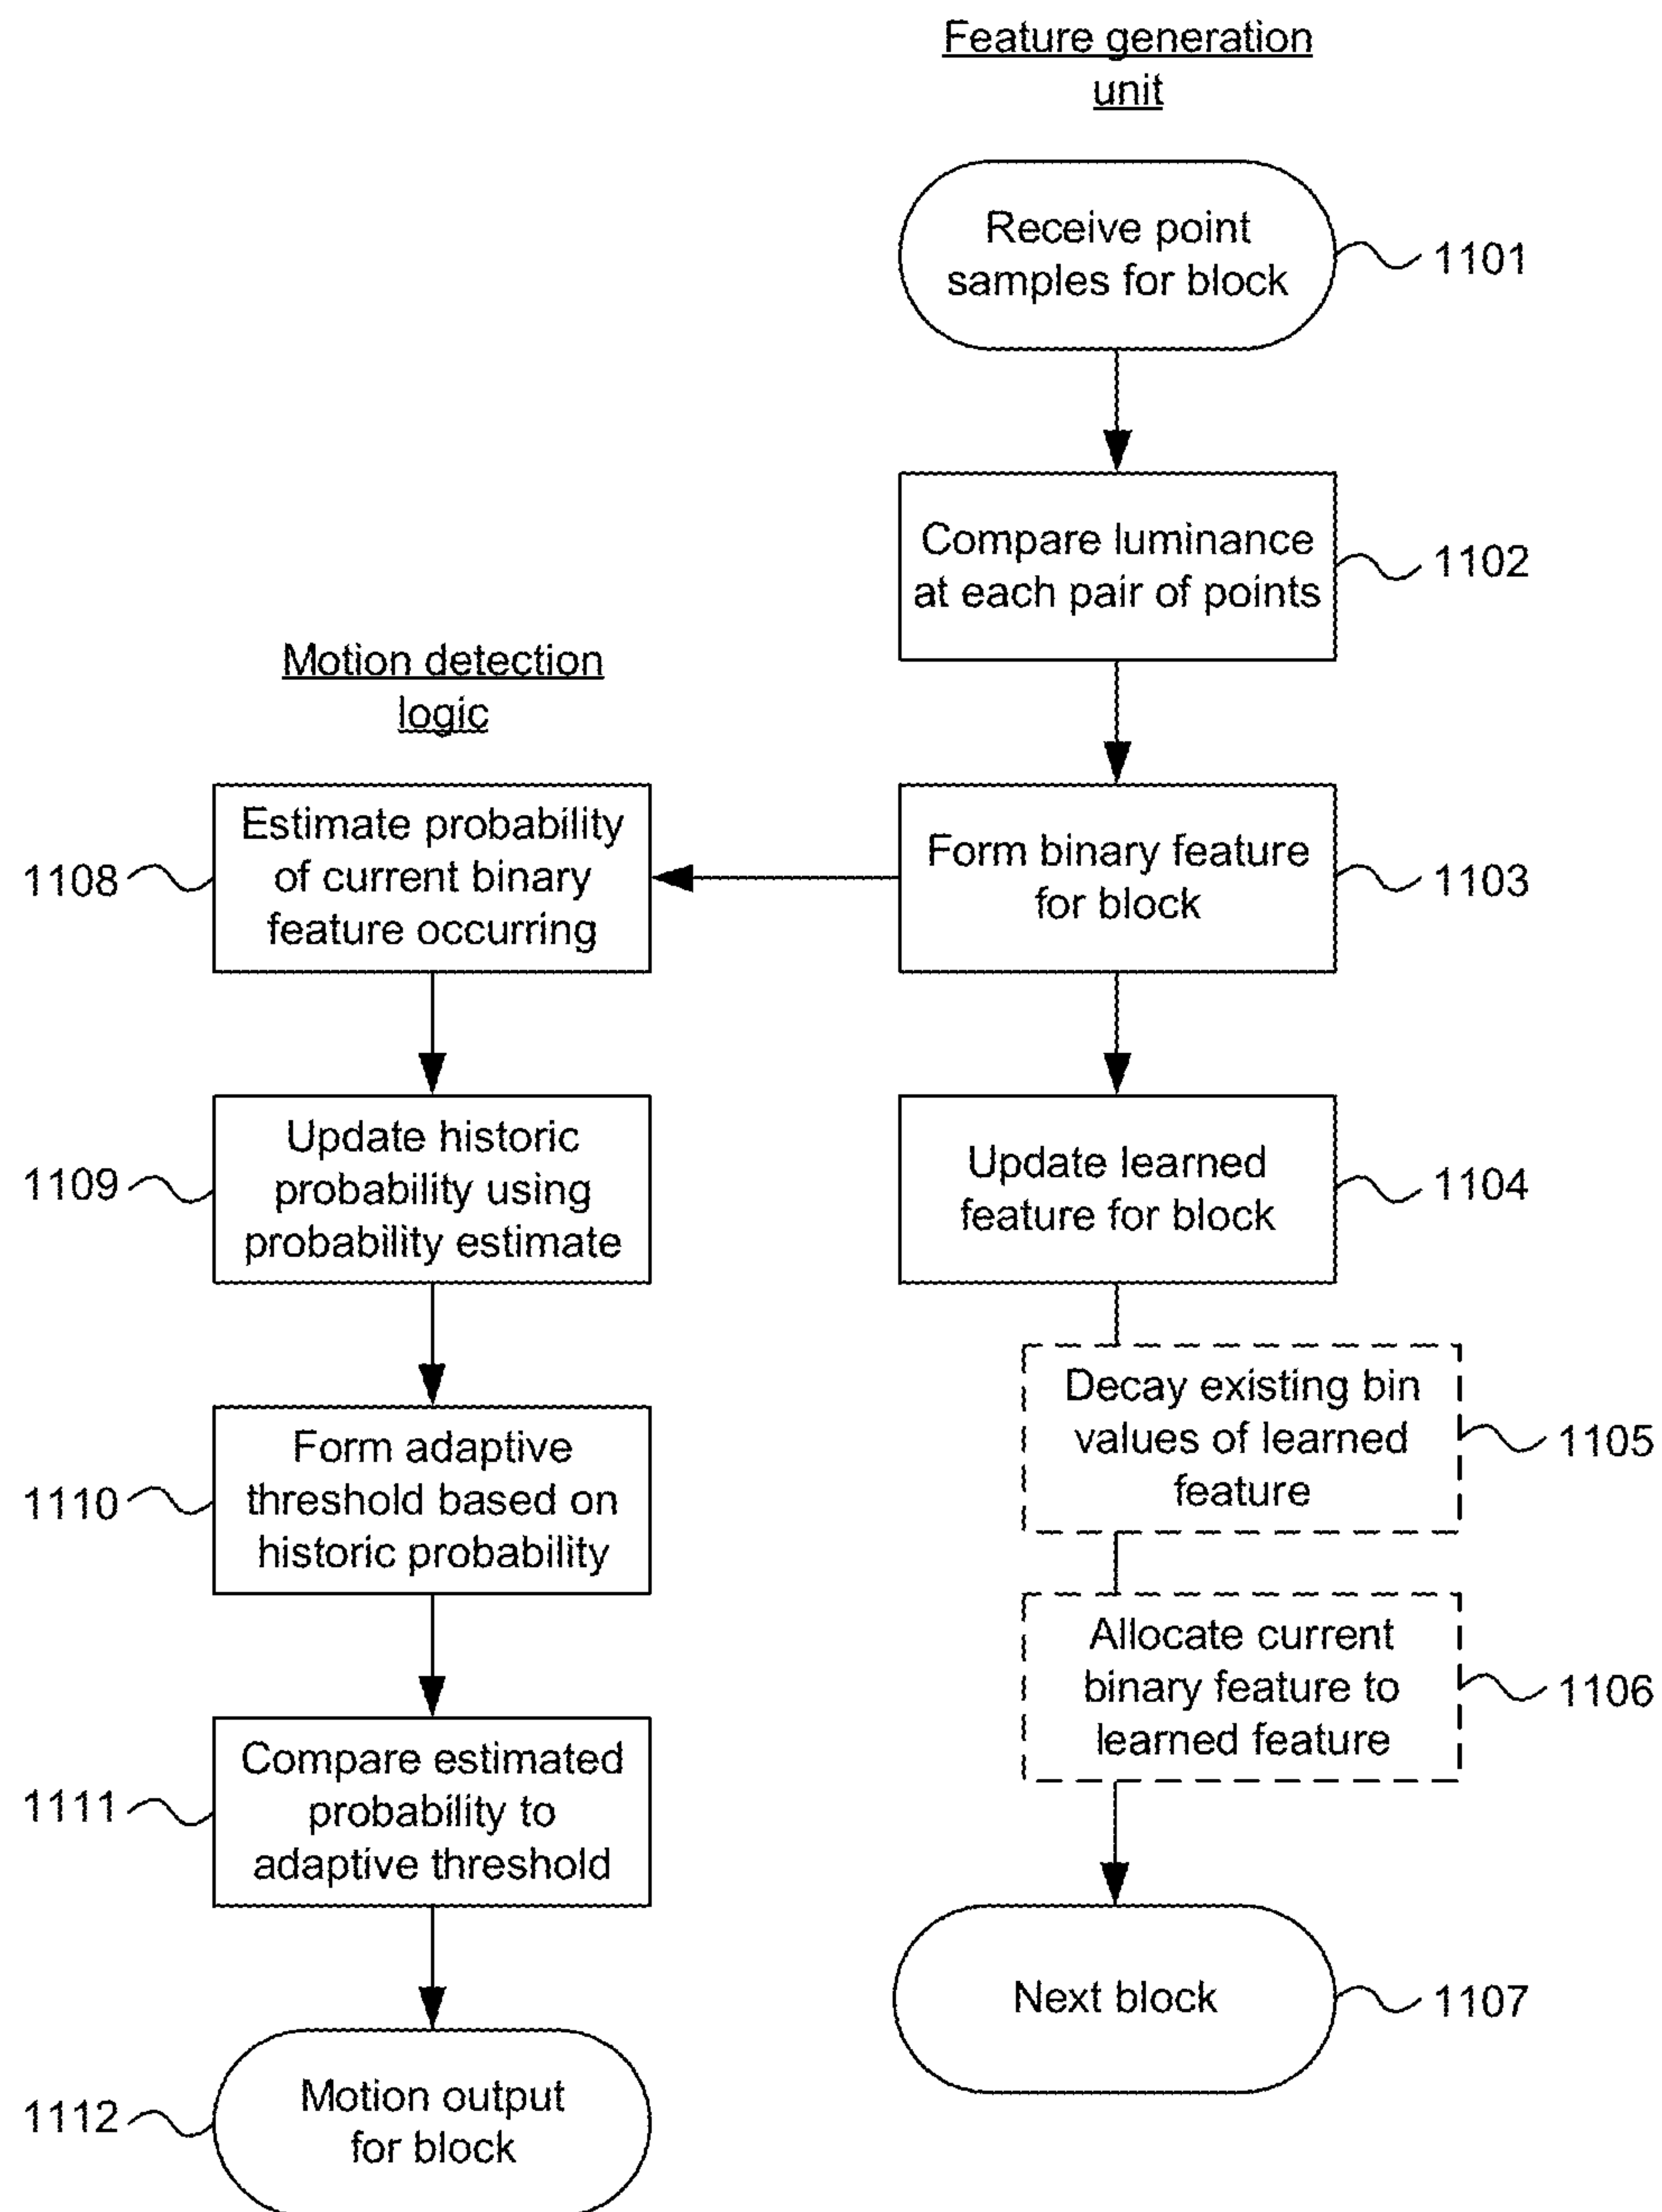 Feature generation
unit
Receive point
samples for block
1101
Compare luminance
at each pair of points
1102
Form binary feature
for block
1103
Update learned
feature for block
1104
Decay existing bin
values of learned
feature
1105
Allocate current
binary feature to
learned feature
1106
Next block
1107
Motion detection
logic
Estimate probability
of current binary
feature occurring
1108
Update historic
probability using
probability estimate
1109
Form adaptive
threshold based on
historic probability
1110
Compare estimated
probability to
adaptive threshold
1111
Motion output
for block
1112